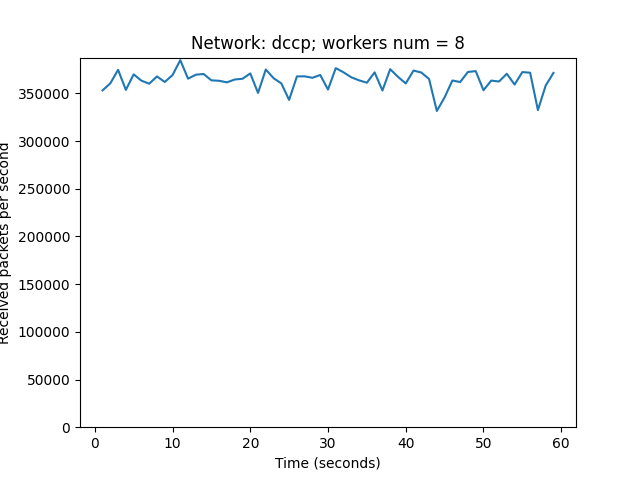 Network: dccp; workers num = 8
Received packets per second
350000
300000
250000
200000
150000
100000
50000
0
0 10 20 30 40 50 60
Time (seconds)